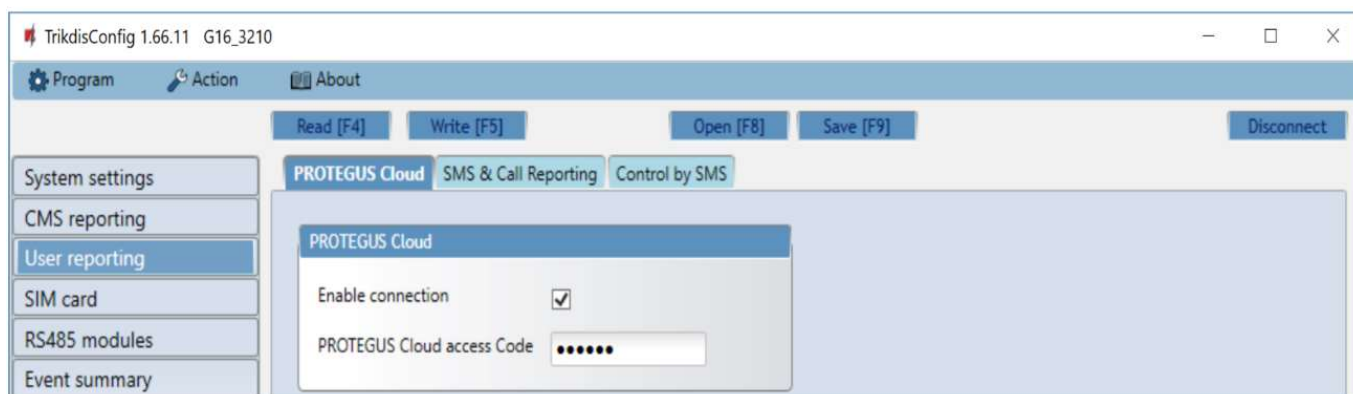 TrikdisConfig 1.66.11 G16_3210
Program Action About
Read [F4] Write [F5] Open [F8] Save [F9] Disconnect
System settings
CMS reporting
User reporting
SIM card
RS485 modules
Event summary
PROTEGUS Cloud SMS & Call Reporting Control by SMS
PROTEGUS Cloud
Enable connection
PROTEGUS Cloud access Code ••••••